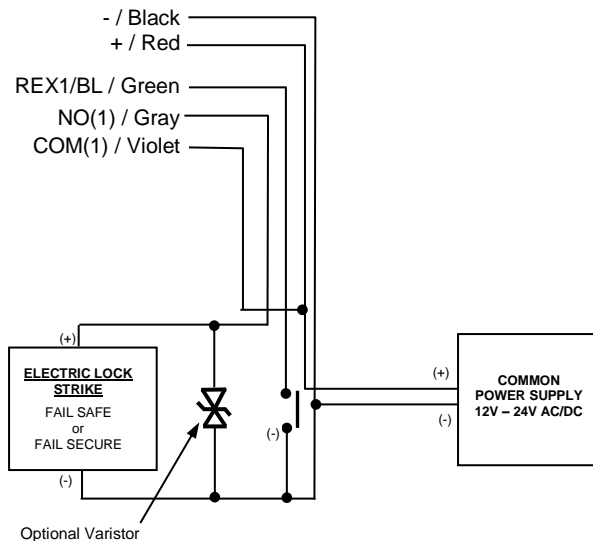 - / Black
+ / Red
REX1/BL / Green
NO(1) / Gray
COM(1) / Violet
(+)
ELECTRIC LOCK
STRIKE
FAIL SAFE
or
FAIL SECURE
(-)
Optional Varistor
(-)
(+)
(-)
COMMON
POWER SUPPLY
12V – 24V AC/DC